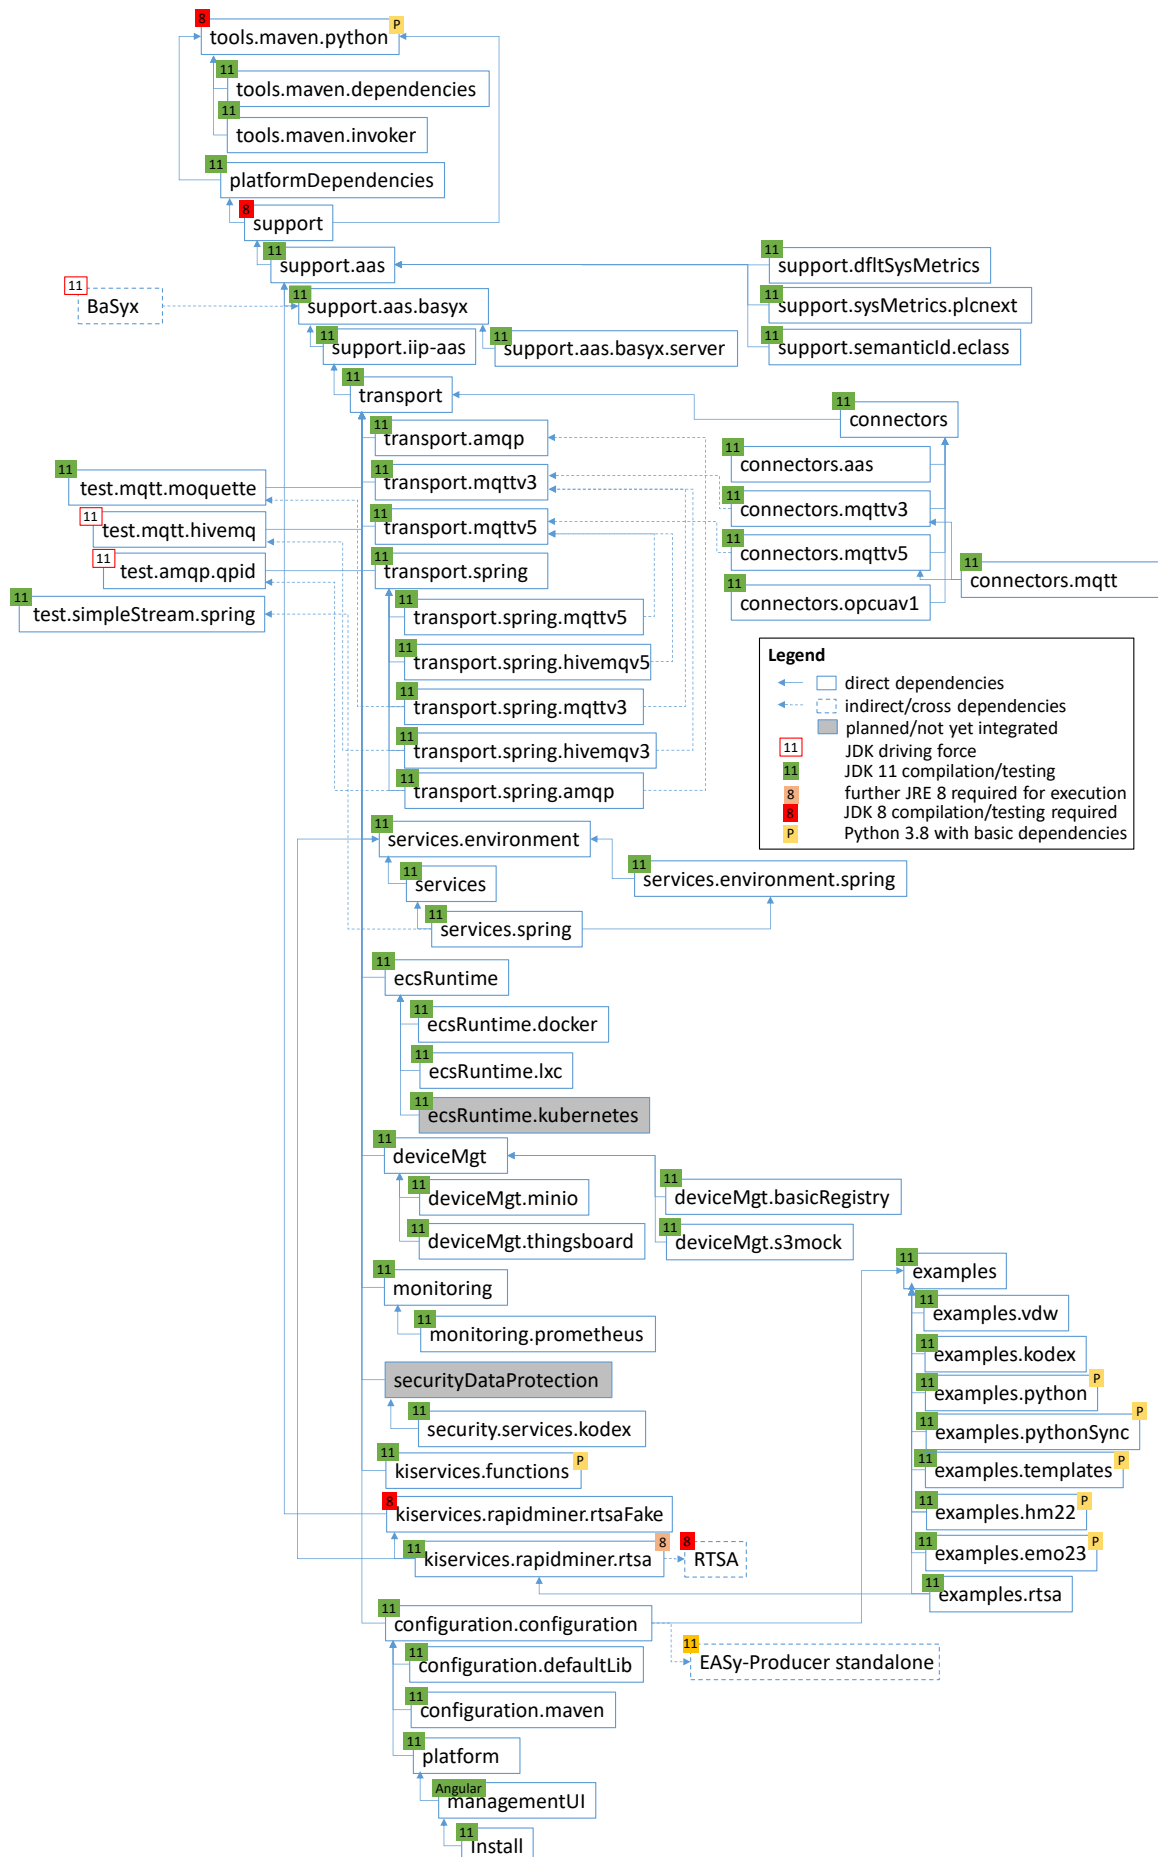 8
P
tools.maven.python
11
tools.maven.dependencies
11
tools.maven.invoker
11
platformDependencies
8
support
11
support.aas
11
support.dfltSysMetrics
11
BaSyx
11
support.aas.basyx
11
support.sysMetrics.plcnext
11
support.iip-aas
11
support.aas.basyx.server
11
support.semanticId.eclass
11
transport
11
connectors
11
transport.amqp
11
connectors.aas
11
test.mqtt.moquette
11
transport.mqttv3
11
connectors.mqttv3
11
test.mqtt.hivemq
11
transport.mqttv5
11
connectors.mqttv5
11
test.amqp.qpid
11
transport.spring
11
connectors.mqtt
11
test.simpleStream.spring
11
transport.spring.mqttv5
11
connectors.opcuav1
11
transport.spring.hivemqv5
11
transport.spring.mqttv3
11
transport.spring.hivemqv3
11
transport.spring.amqp
Legend
direct dependencies
indirect/cross dependencies
planned/not yet integrated
11 JDK driving force
11 JDK 11 compilation/testing
8 further JRE 8 required for execution
8 JDK 8 compilation/testing required
P Python 3.8 with basic dependencies
11
services.environment
11
services
11
services.environment.spring
11
services.spring
11
ecsRuntime
11
ecsRuntime.docker
11
ecsRuntime.lxc
11
ecsRuntime.kubernetes
11
deviceMgt
11
deviceMgt.minio
11
deviceMgt.basicRegistry
11
deviceMgt.thingsboard
11
deviceMgt.s3mock
11
monitoring
11
monitoring.prometheus
securityDataProtection
11
security.services.kodex
11
P
kiservices.functions
8
kiservices.rapidminer.rtsaFake
11
8
kiservices.rapidminer.rtsa
8
RTSA
11
examples
11
examples.vdw
11
examples.kodex
11
P
examples.python
11
P
examples.pythonSync
11
P
examples.templates
11
P
examples.hm22
11
P
examples.emo23
11
examples.rtsa
11
configuration.configuration
11
EASy-Producer standalone
11
configuration.defaultLib
11
configuration.maven
11
platform
Angular
managementUI
11
Install